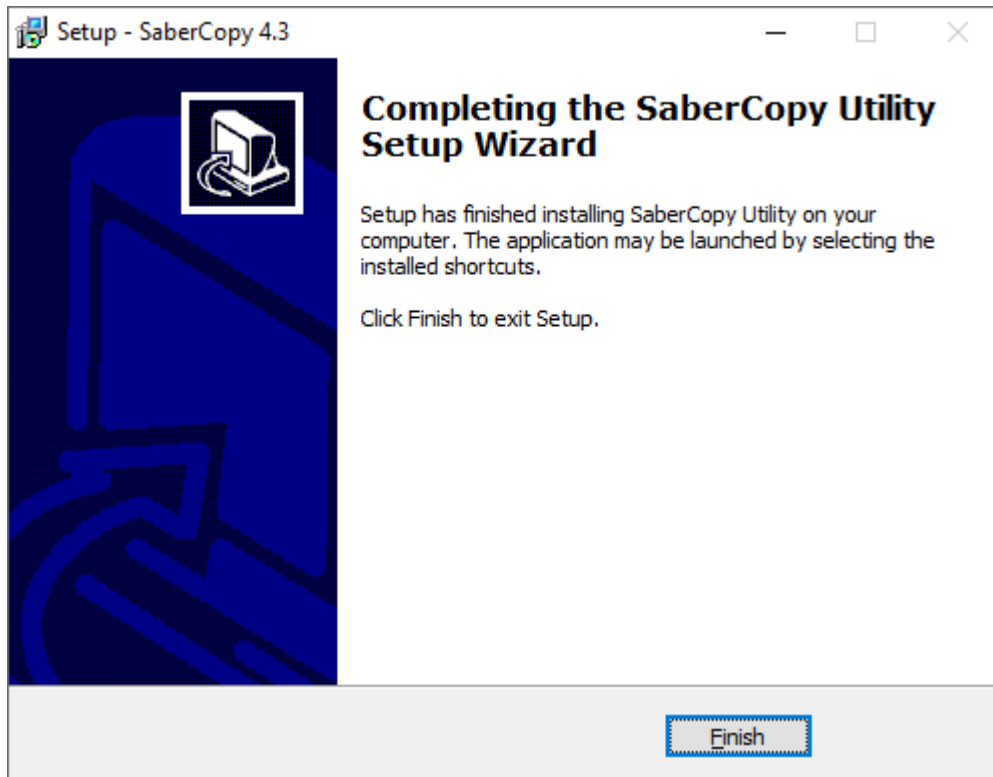 Setup - SaberCopy 4.3
Completing the SaberCopy Utility
Setup Wizard
Setup has finished installing SaberCopy Utility on your
computer. The application may be launched by selecting the
installed shortcuts.
Click Finish to exit Setup.
Finish